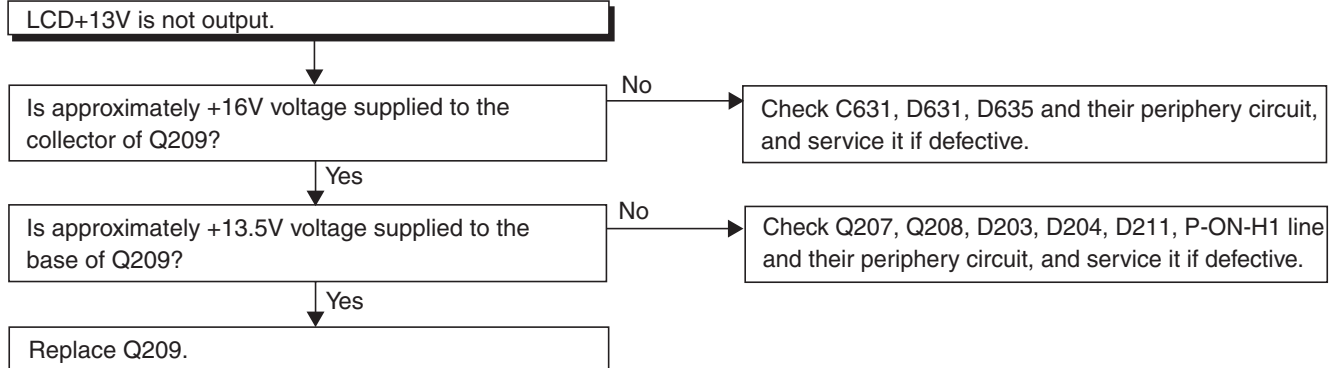 LCD+13V is not output.
Is approximately +16V voltage supplied to the
collector of Q209?
No
Check C631, D631, D635 and their periphery circuit,
and service it if defective.
Yes
Is approximately +13.5V voltage supplied to the
base of Q209?
No
Check Q207, Q208, D203, D204, D211, P-ON-H1 line
and their periphery circuit, and service it if defective.
Yes
Replace Q209.